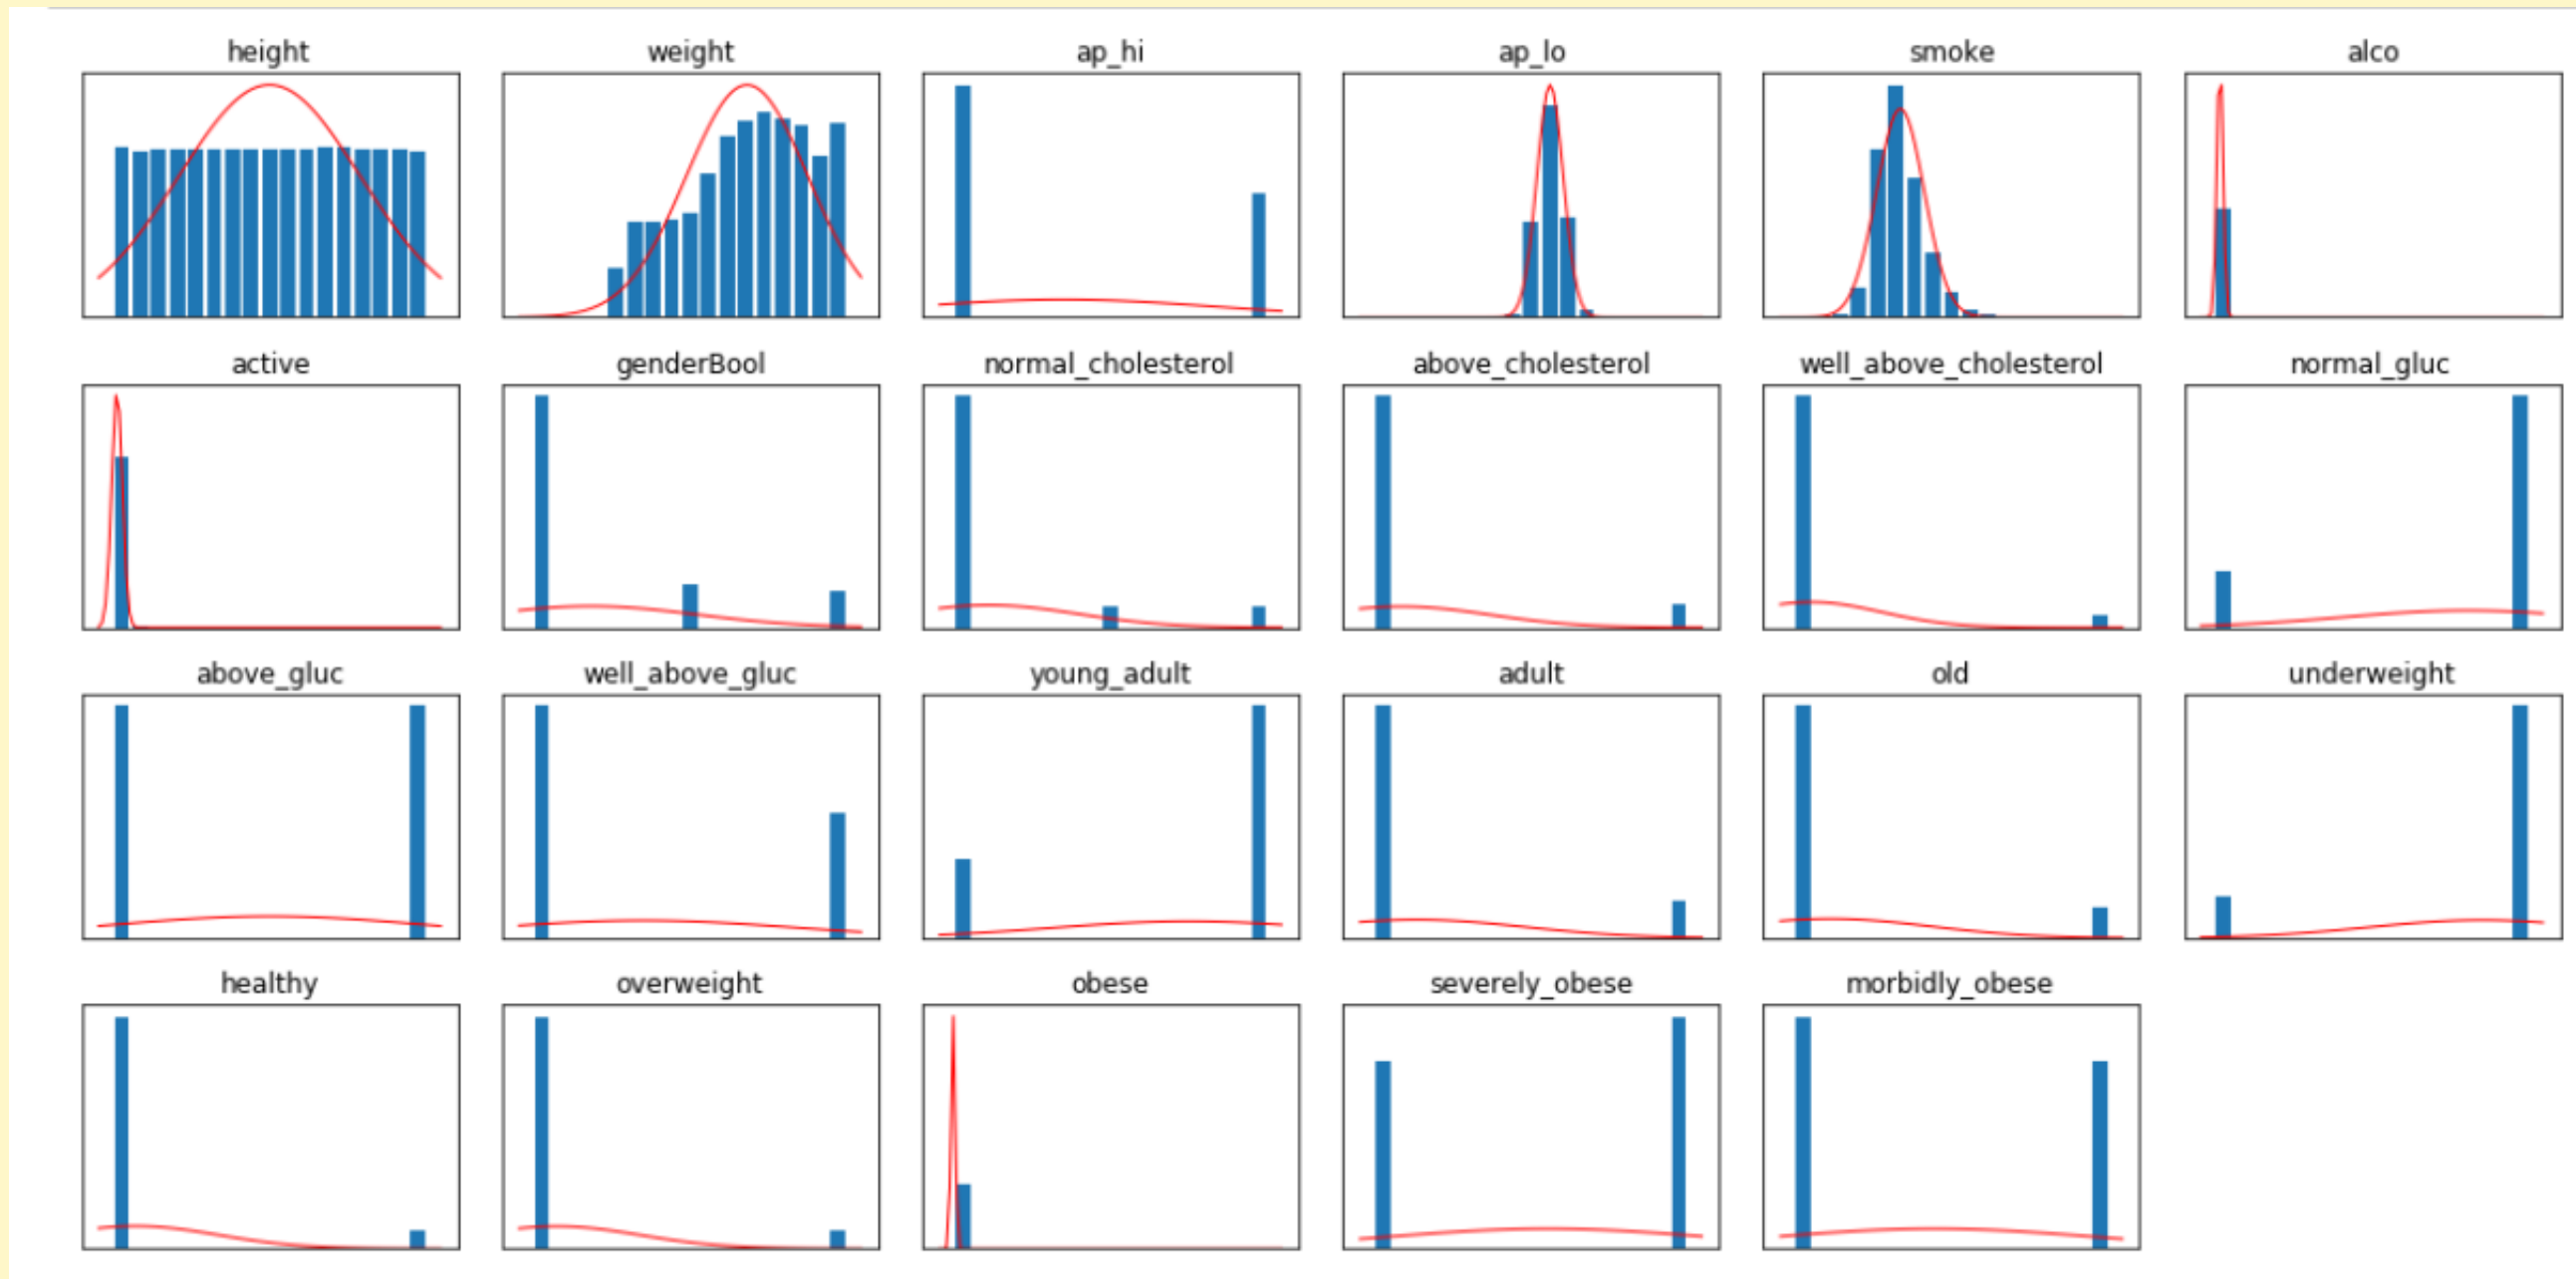 height weight ap_hi ap_lo smoke alco
active genderBool normal_cholesterol above_cholesterol well_above_cholesterol normal_gluc
above_gluc well_above_gluc young_adult adult old underweight
healthy overweight obese severely_obese morbidly_obese